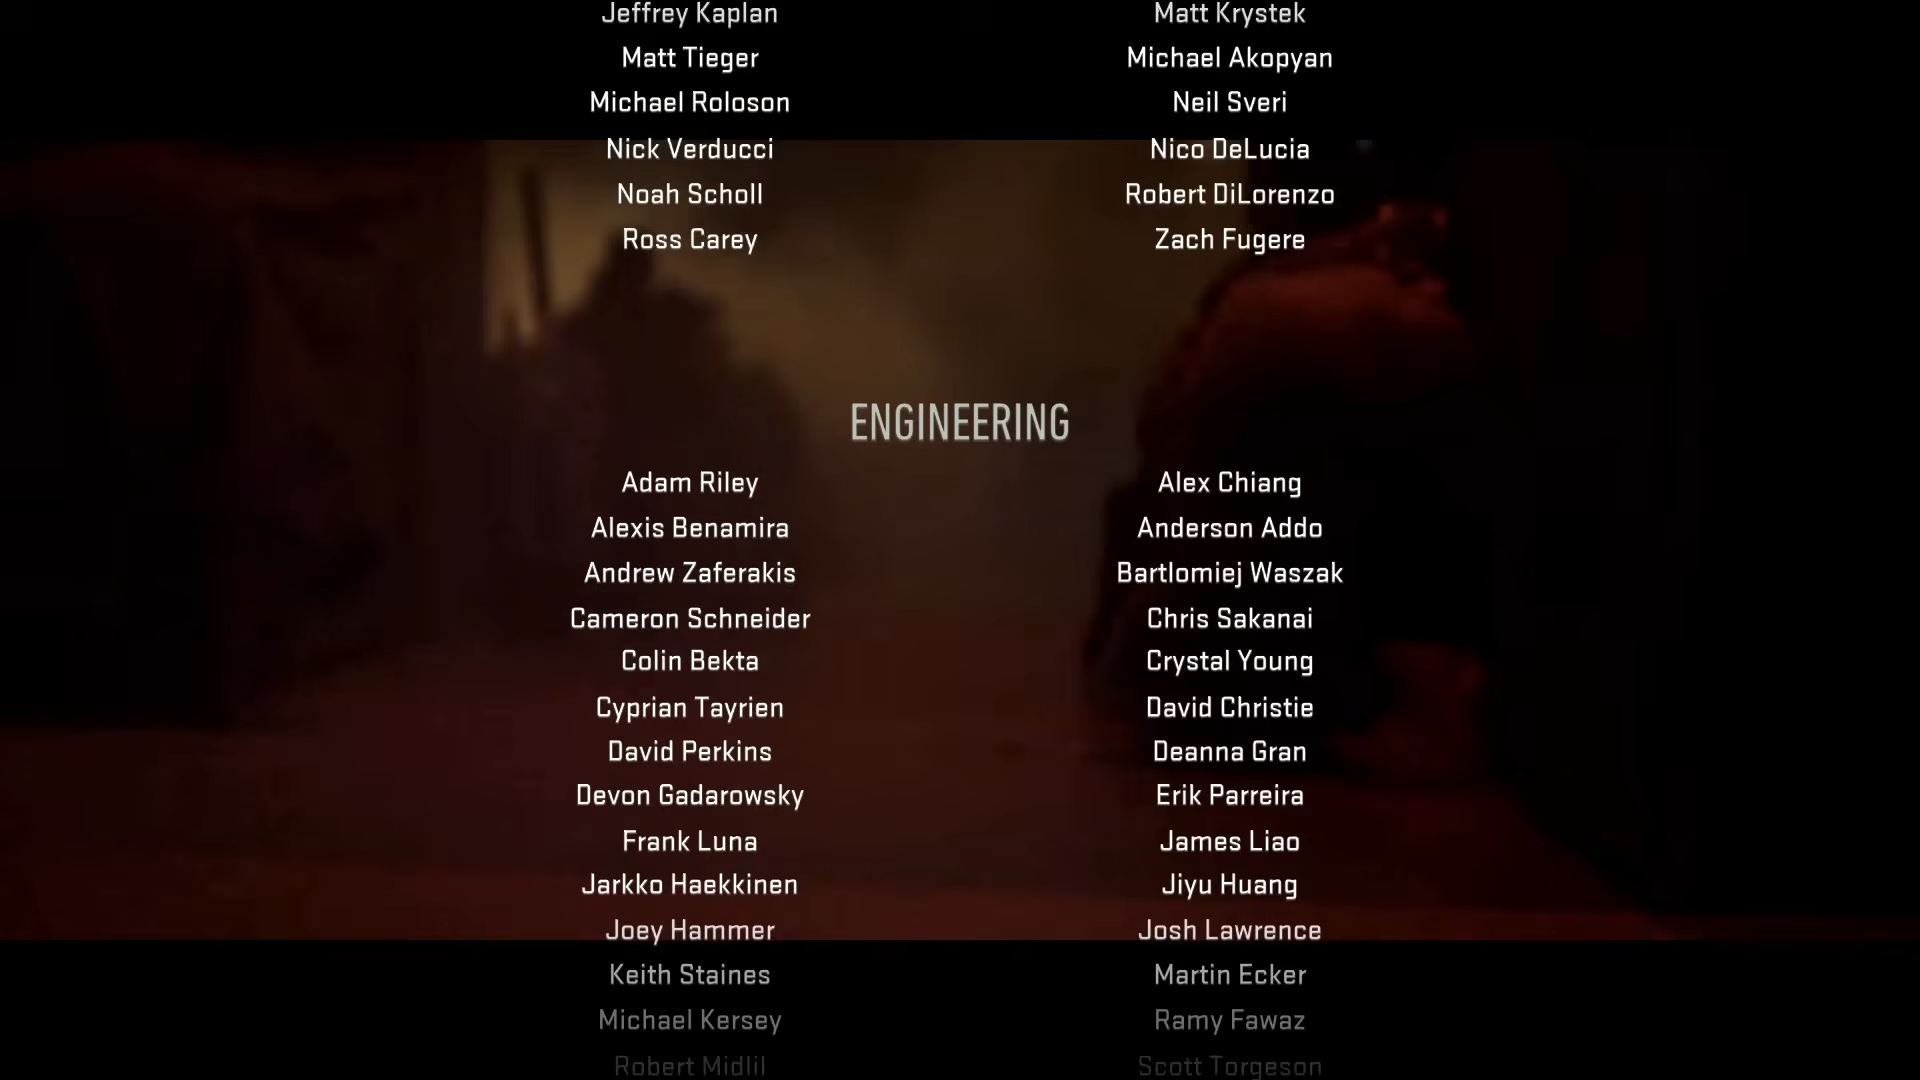 Jeffrey Kaplan Matt Krystek
Matt Tieger Michael Akopyan
Michael Roloson Neil Sveri
Nick Verducci Nico DeLucia
Noah Scholl Robert DiLorenzo
Ross Carey Zach Fugere
ENGINEERING
Adam Riley Alex Chiang
Alexis Benamira Anderson Addo
Andrew Zaferakis Bartlomiej Waszak
Cameron Schneider Chris Sakanai
Colin Bekta Crystal Young
Cyprian Tayrien David Christie
David Perkins Deanna Gran
Devon Gadarowsky Erik Parreira
Frank Luna James Liao
Jarkko Haekkinen Jiyu Huang
Joey Hammer Josh Lawrence
Keith Staines Martin Ecker
Michael Kersey Ramy Fawaz
Robert Midlil Scott Torgeson